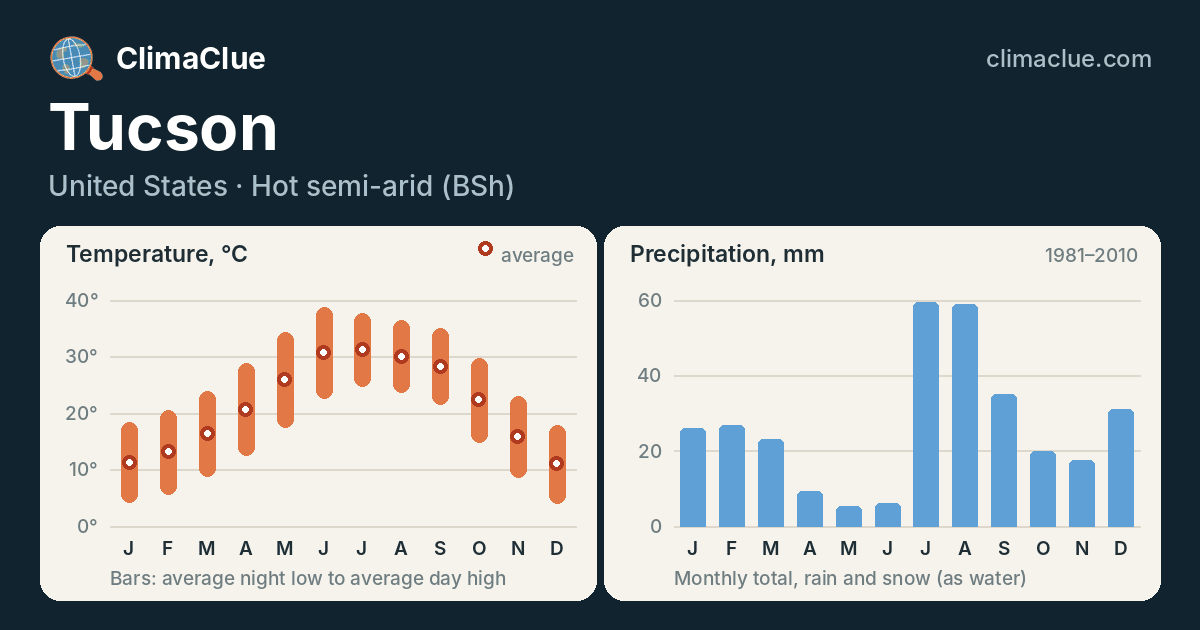 ClimaClue
climaclue.com
Tucson
United States · Hot semi-arid (BSh)
Temperature, °C
average
40°
30°
20°
10°
0°
J F M A M J J A S O N D
Bars: average night low to average day high
Precipitation, mm
1981–2010
60
40
20
0
J F M A M J J A S O N D
Monthly total, rain and snow (as water)